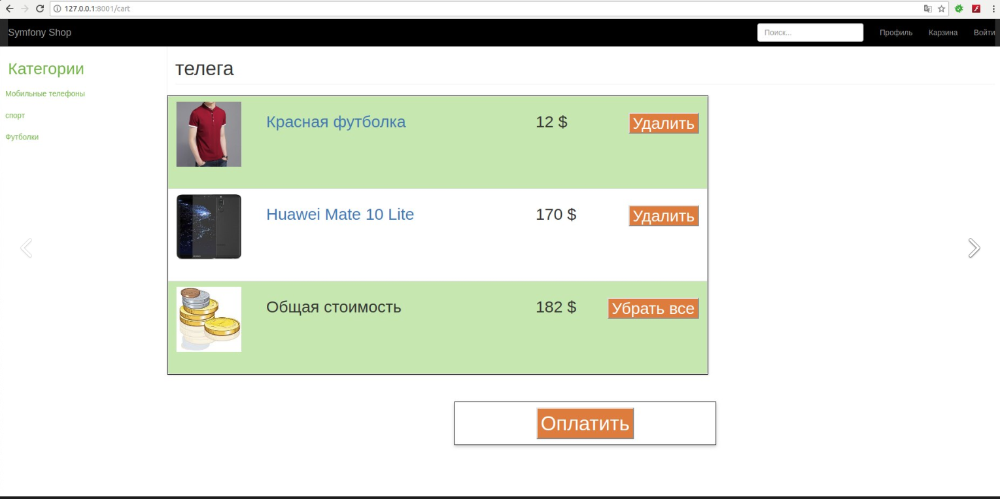 127.0.0.1:8001/cart
Symfony Shop
Поиск...
Профиль
Карзина
Войти
Категории
Мобильные телефоны
спорт
Футболки
телега
Красная футболка 12 $ Удалить
Huawei Mate 10 Lite 170 $ Удалить
Общая стоимость 182 $ Убрать все
Оплатить